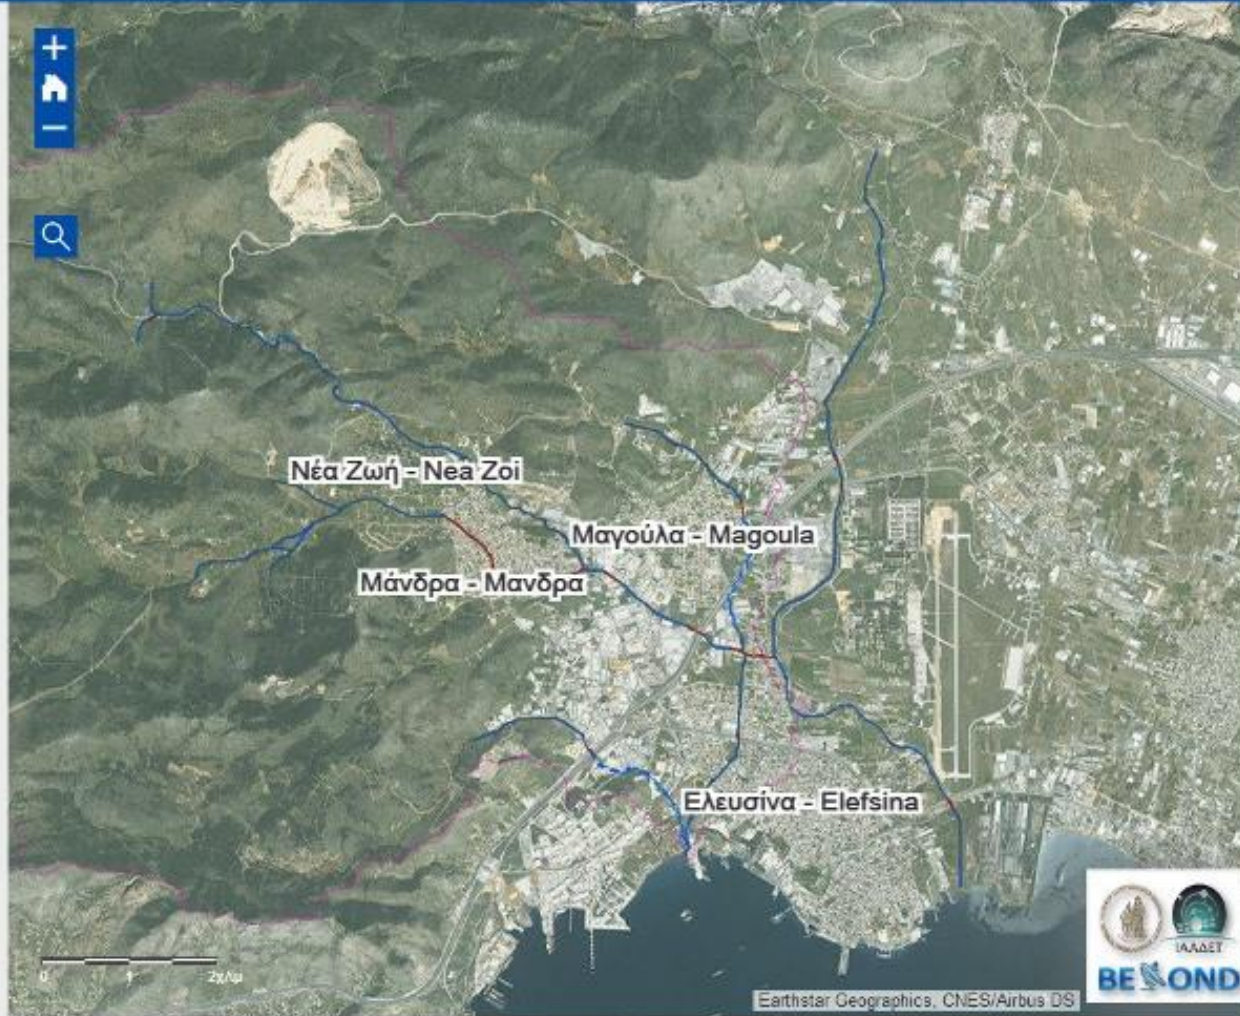 Νέα Ζωή - Nea Zoi
Μαγούλα - Magoula
Μάνδρα - Μανδρα
Ελευσίνα - Elefsina
0 1 2χλμ
ΙΑΑΔΕΤ
BEYOND
Earthstar Geographics, CNES/Airbus DS